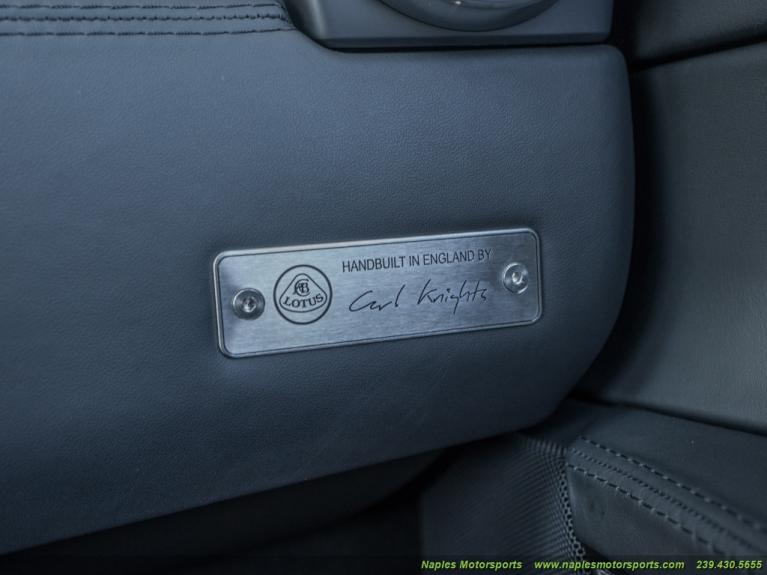 HANDBUILT IN ENGLAND BY
LOTUS
Carl Knights
Naples Motorsports www.naplesmotorsports.com 239.430.5655